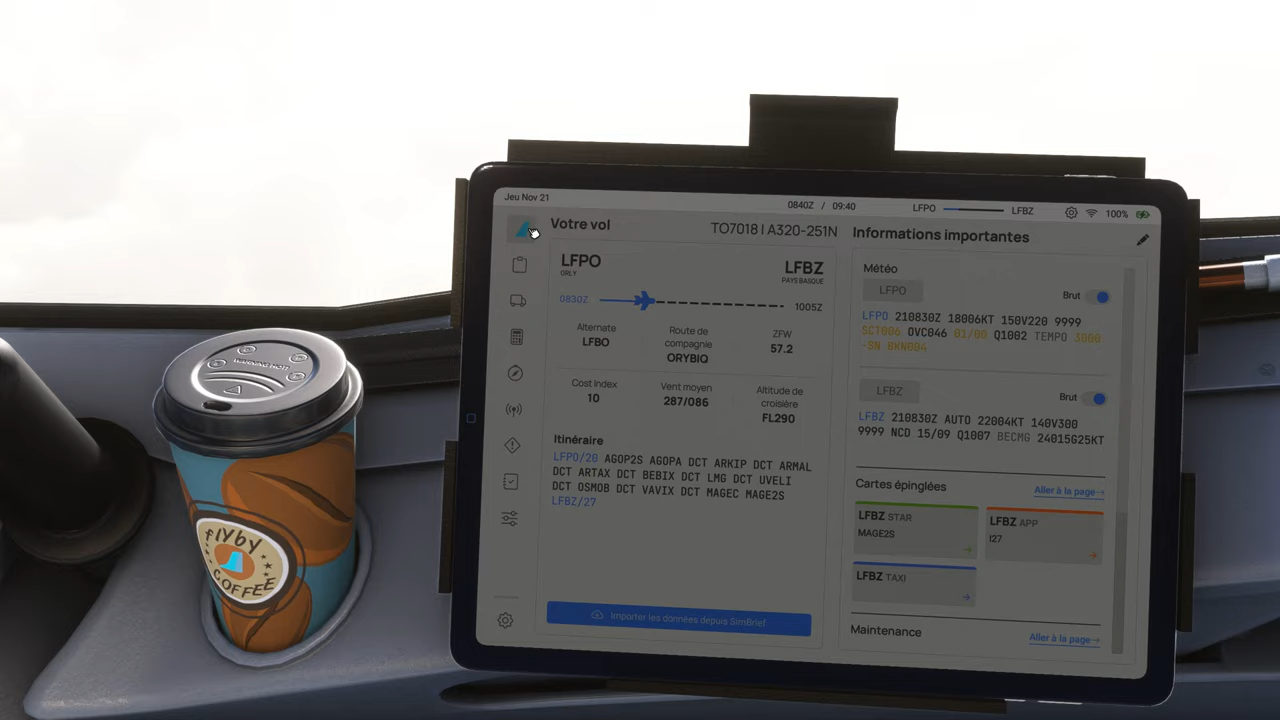 Jeu Nov 21
0840Z / 09:40
LFPO
LFBZ
100%
Votre vol
TO7018 | A320-251N
LFPO
ORLY
LFBZ
PAYS BASQUE
0830Z
1005Z
Alternate
LFBO
Route de
compagnie
ORYBIQ
ZFW
57.2
Cost Index
10
Vent moyen
287/086
Altitude de
croisière
FL290
Itinéraire
LFPO/20 AGOP2S AGOPA DCT ARKIP DCT ARMAL
DCT ARTAX DCT BEBIX DCT LMG DCT UVELI
DCT OSMOB DCT VAVIX DCT MAGEC MAGE2S
LFBZ/27
Importer les données depuis SimBrief
Informations importantes
Météo
LFPO
Brut
LFPO 210830Z 18006KT 150V220 9999
SCT006 OVC046 01/00 Q1002 TEMPO 3000
-SN BKN004
LFBZ
Brut
LFBZ 210830Z AUTO 22004KT 140V300
9999 NCD 15/09 Q1007 BECMG 24015G25KT
Cartes épinglées
Aller à la page
LFBZ STAR
MAGE2S
LFBZ APP
I27
LFBZ TAXI
Maintenance
Aller à la page
WARNING HOT!
flyby
COFFEE